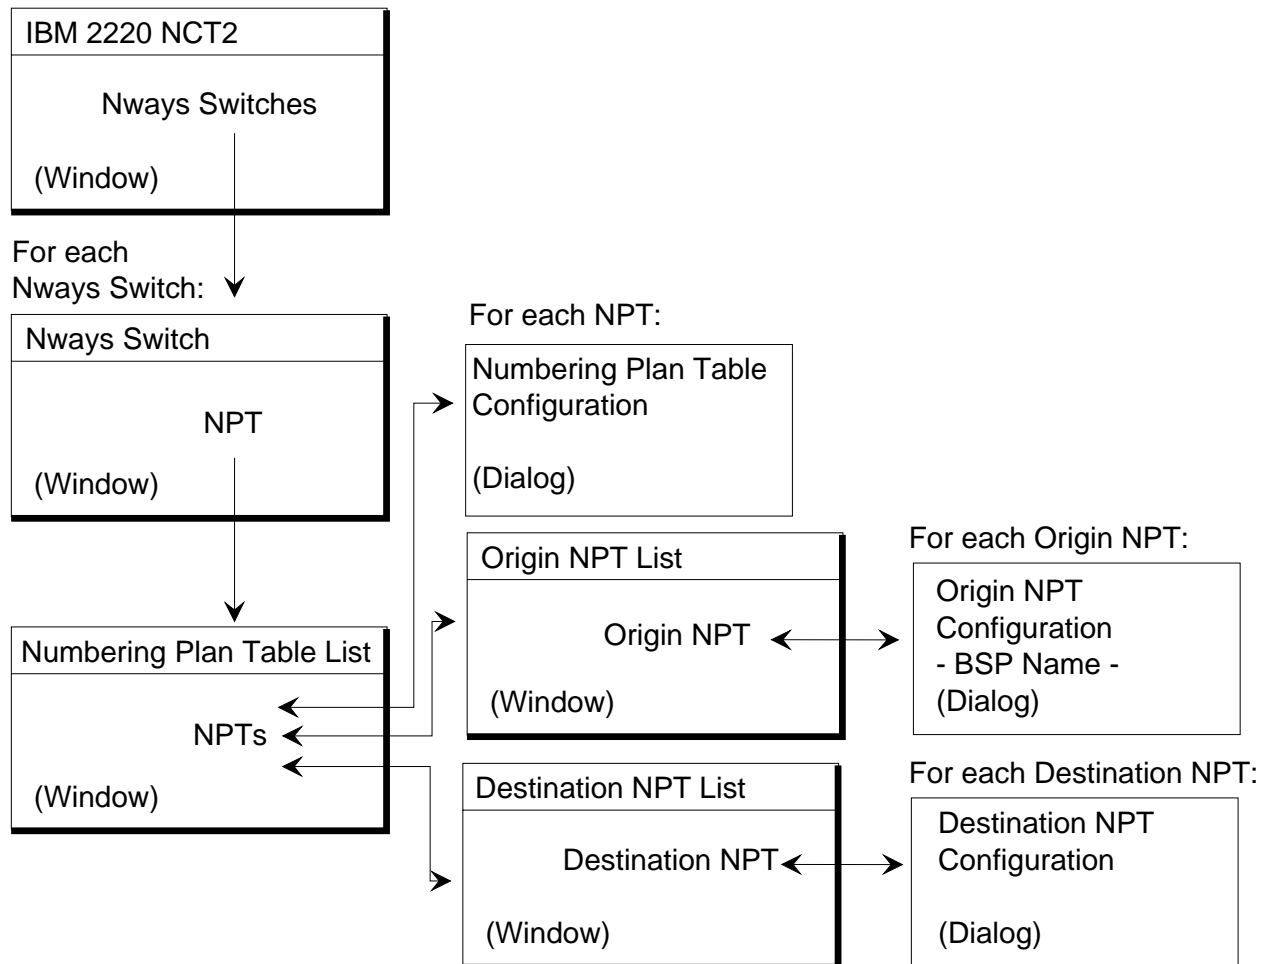 IBM 2220 NCT2
Nways Switches
(Window)
For each
Nways Switch:
Nways Switch
NPT
(Window)
Numbering Plan Table List
NPTs
(Window)
For each NPT:
Numbering Plan Table
Configuration
(Dialog)
Origin NPT List
Origin NPT
(Window)
For each Origin NPT:
Origin NPT
Configuration
- BSP Name -
(Dialog)
Destination NPT List
Destination NPT
(Window)
For each Destination NPT:
Destination NPT
Configuration
(Dialog)